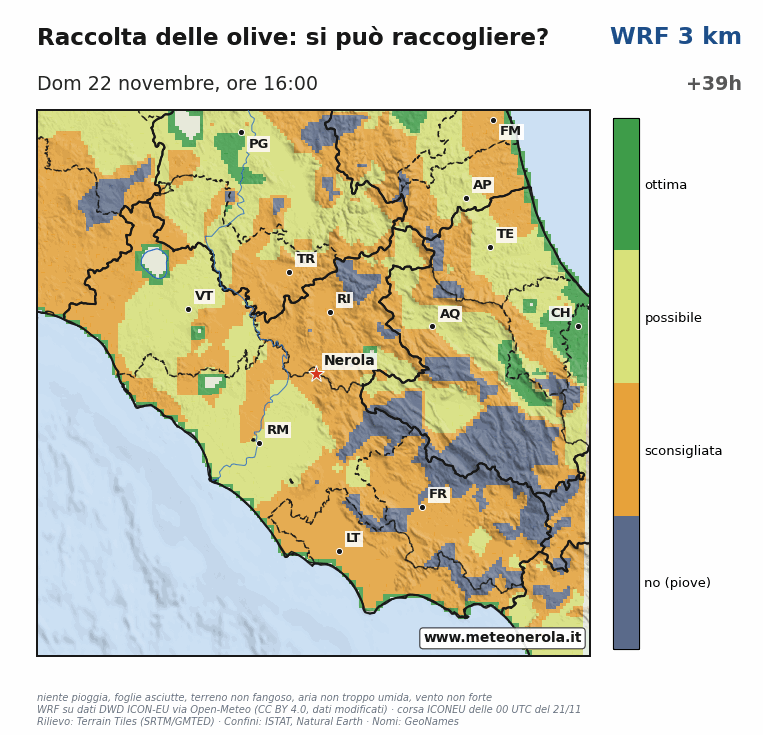 Raccolta delle olive: si può raccogliere?
WRF 3 km
Dom 22 novembre, ore 16:00
+39h
FM
PG
AP
TE
TR
VT
RI
AQ
CH
Nerola
RM
FR
LT
www.meteonerola.it
ottima
possibile
sconsigliata
no (piove)
niente pioggia, foglie asciutte, terreno non fangoso, aria non troppo umida, vento non forte
WRF su dati DWD ICON-EU via Open-Meteo (CC BY 4.0, dati modificati) · corsa ICONEU delle 00 UTC del 21/11
Rilievo: Terrain Tiles (SRTM/GMTED) · Confini: ISTAT, Natural Earth · Nomi: GeoNames